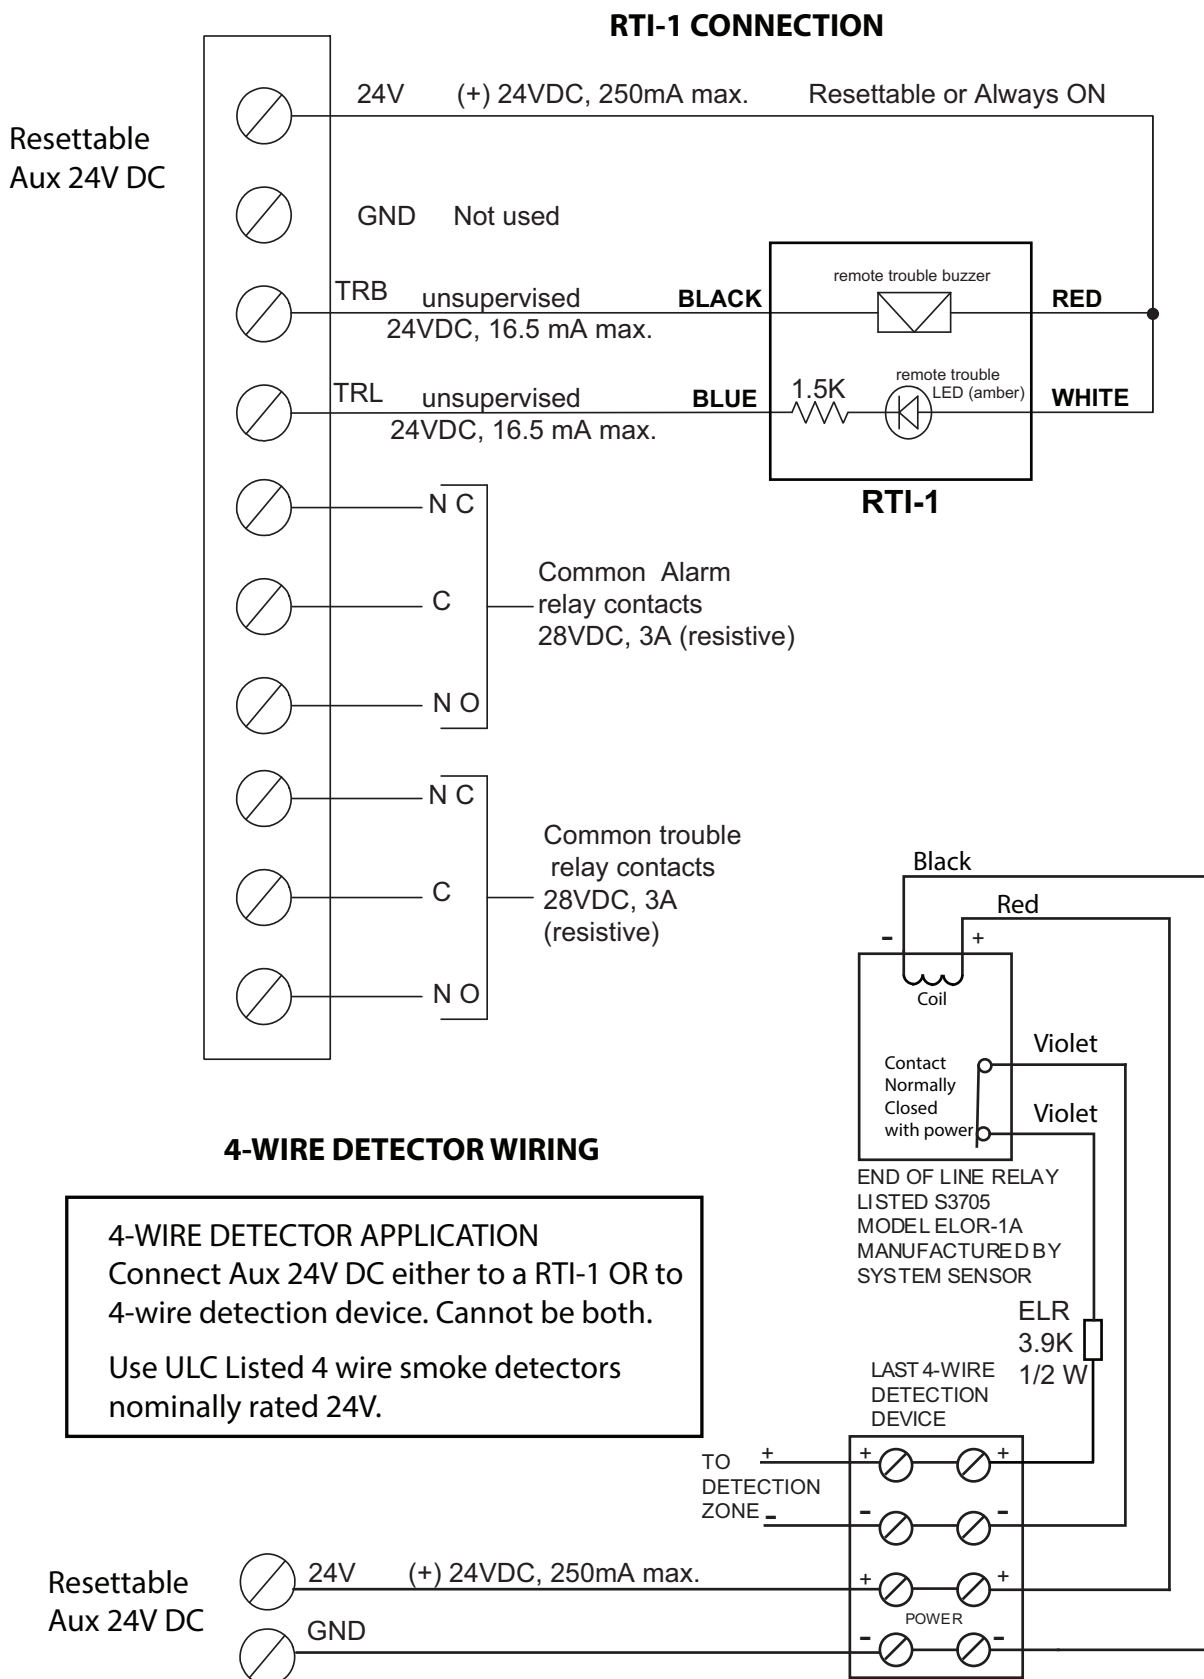 RTI-1 CONNECTION
24V (+) 24VDC, 250mA max. Resettable or Always ON
Resettable
Aux 24V DC
GND Not used
TRB unsupervised
24VDC, 16.5 mA max.
BLACK
remote trouble buzzer
RED
TRL unsupervised
24VDC, 16.5 mA max.
BLUE
1.5K
remote trouble
LED (amber)
WHITE
RTI-1
N C
C
N O
Common Alarm
relay contacts
28VDC, 3A (resistive)
N C
C
N O
Common trouble
relay contacts
28VDC, 3A
(resistive)
Black
Red
- +
Coil
Contact
Normally
Closed
with power
Violet
Violet
END OF LINE RELAY
LISTED S3705
MODEL ELOR-1A
MANUFACTURED BY
SYSTEM SENSOR
4-WIRE DETECTOR WIRING
4-WIRE DETECTOR APPLICATION
Connect Aux 24V DC either to a RTI-1 OR to
4-wire detection device. Cannot be both.
Use ULC Listed 4 wire smoke detectors
nominally rated 24V.
ELR
3.9K
1/2 W
LAST 4-WIRE
DETECTION
DEVICE
TO
DETECTION
ZONE
+ + +
- - -
Resettable
Aux 24V DC
24V (+) 24VDC, 250mA max.
+ +
POWER
GND
- -